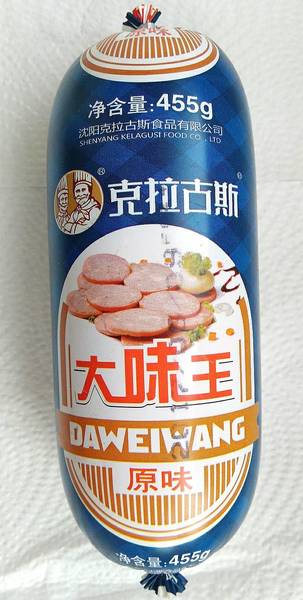 原味
净含量:455g
沈阳克拉古斯食品有限公司
SHENYANG KELAGUSI FOOD CO., LTD
®克拉古斯®
大味王
DAWEIWANG
原味
净含量:455g